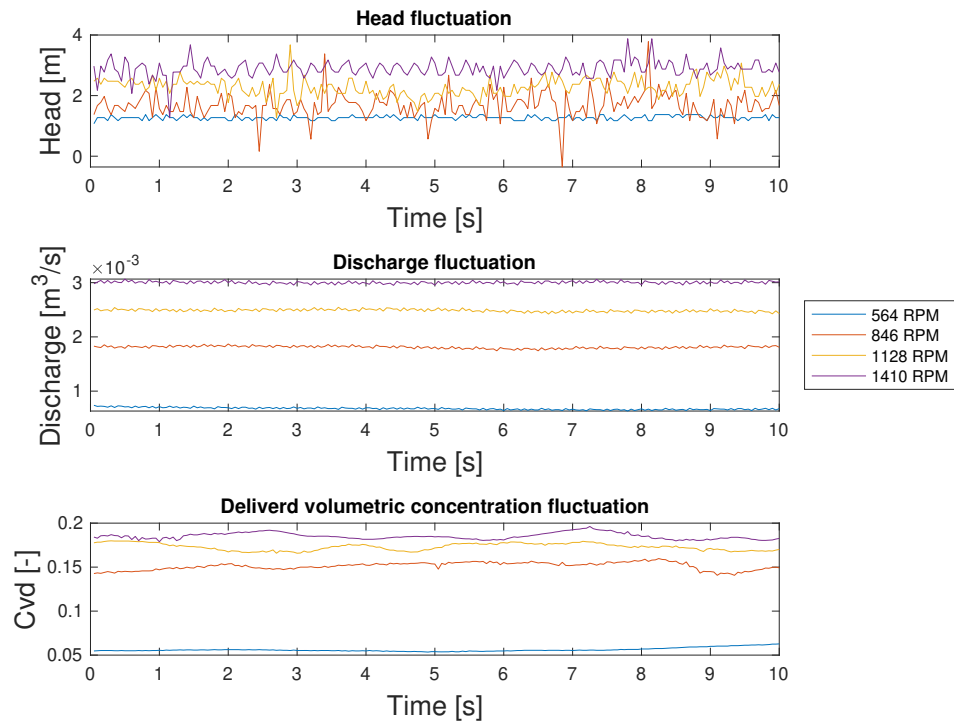 Head fluctuation
Head [m]
4
2
0
0 1 2 3 4 5 6 7 8 9 10
Time [s]
Discharge fluctuation
×10⁻³
Discharge [m³/s]
3
2
1
0 1 2 3 4 5 6 7 8 9 10
Time [s]
564 RPM
846 RPM
1128 RPM
1410 RPM
Deliverd volumetric concentration fluctuation
Cvd [-]
0.2
0.15
0.1
0.05
0 1 2 3 4 5 6 7 8 9 10
Time [s]